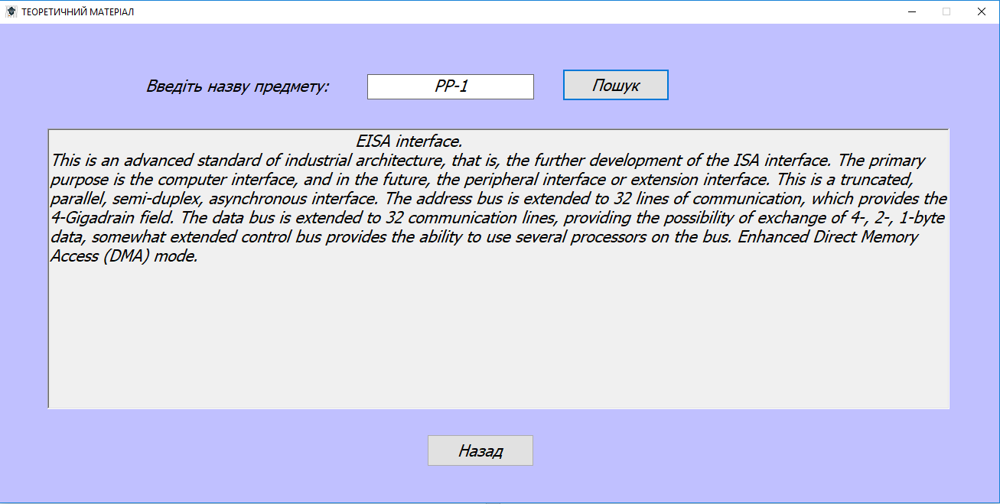 ТЕОРЕТИЧНИЙ МАТЕРІАЛ
Введіть назву предмету: PP-1 Пошук
EISA interface.
This is an advanced standard of industrial architecture, that is, the further development of the ISA interface. The primary
purpose is the computer interface, and in the future, the peripheral interface or extension interface. This is a truncated,
parallel, semi-duplex, asynchronous interface. The address bus is extended to 32 lines of communication, which provides the
4-Gigadrain field. The data bus is extended to 32 communication lines, providing the possibility of exchange of 4-, 2-, 1-byte
data, somewhat extended control bus provides the ability to use several processors on the bus. Enhanced Direct Memory
Access (DMA) mode.
Назад